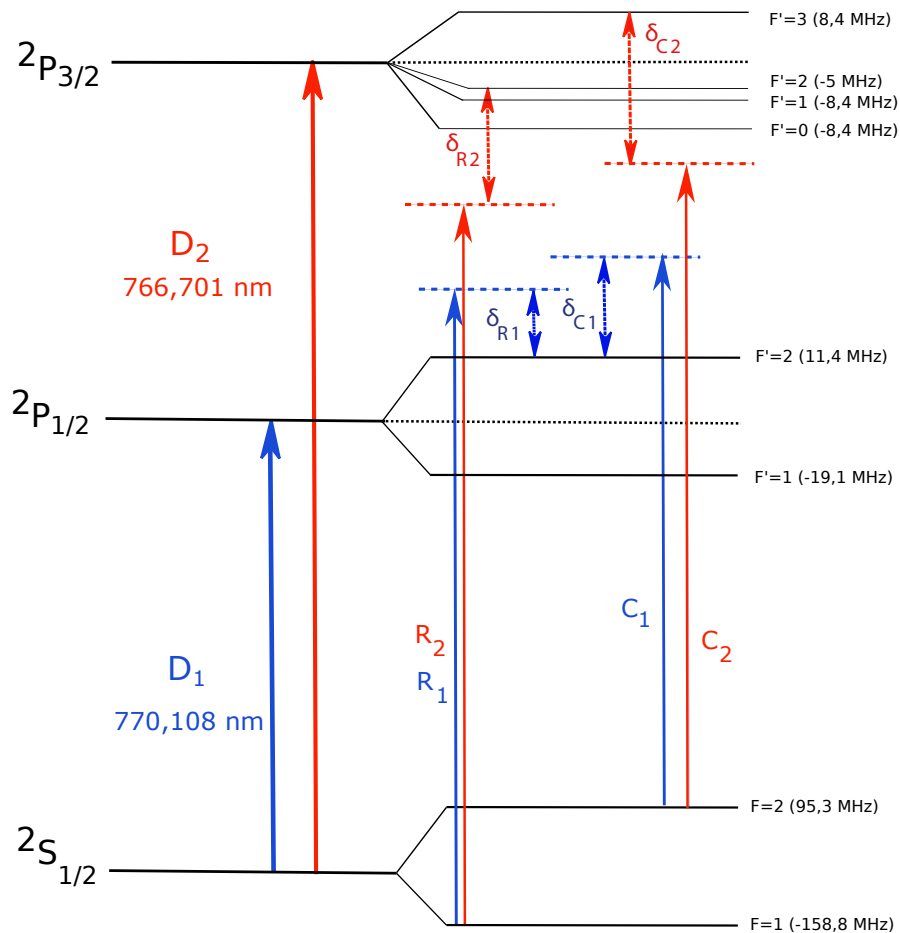 F'=3 (8,4 MHz)
δC2
²P3/2
F'=2 (-5 MHz)
F'=1 (-8,4 MHz)
F'=0 (-8,4 MHz)
δR2
D2
766,701 nm
δR1
δC1
F'=2 (11,4 MHz)
²P1/2
F'=1 (-19,1 MHz)
R2
C1
C2
R1
D1
770,108 nm
F=2 (95,3 MHz)
²S1/2
F=1 (-158,8 MHz)